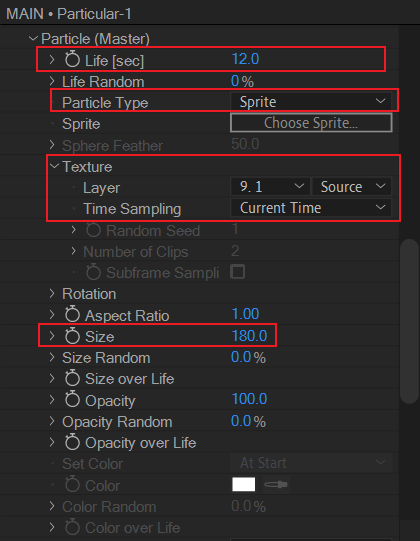 MAIN • Particular-1
Particle (Master)
Life [sec] 12.0
Life Random 0%
Particle Type Sprite
Sprite Choose Sprite...
Sphere Feather 50.0
Texture
Layer 9. 1 Source
Time Sampling Current Time
Random Seed 1
Number of Clips 2
Subframe Sampli
Rotation
Aspect Ratio 1.00
Size 180.0
Size Random 0.0%
Size over Life
Opacity 100.0
Opacity Random 0.0%
Opacity over Life
Set Color At Start
Color
Color Random 0.0%
Color over Life